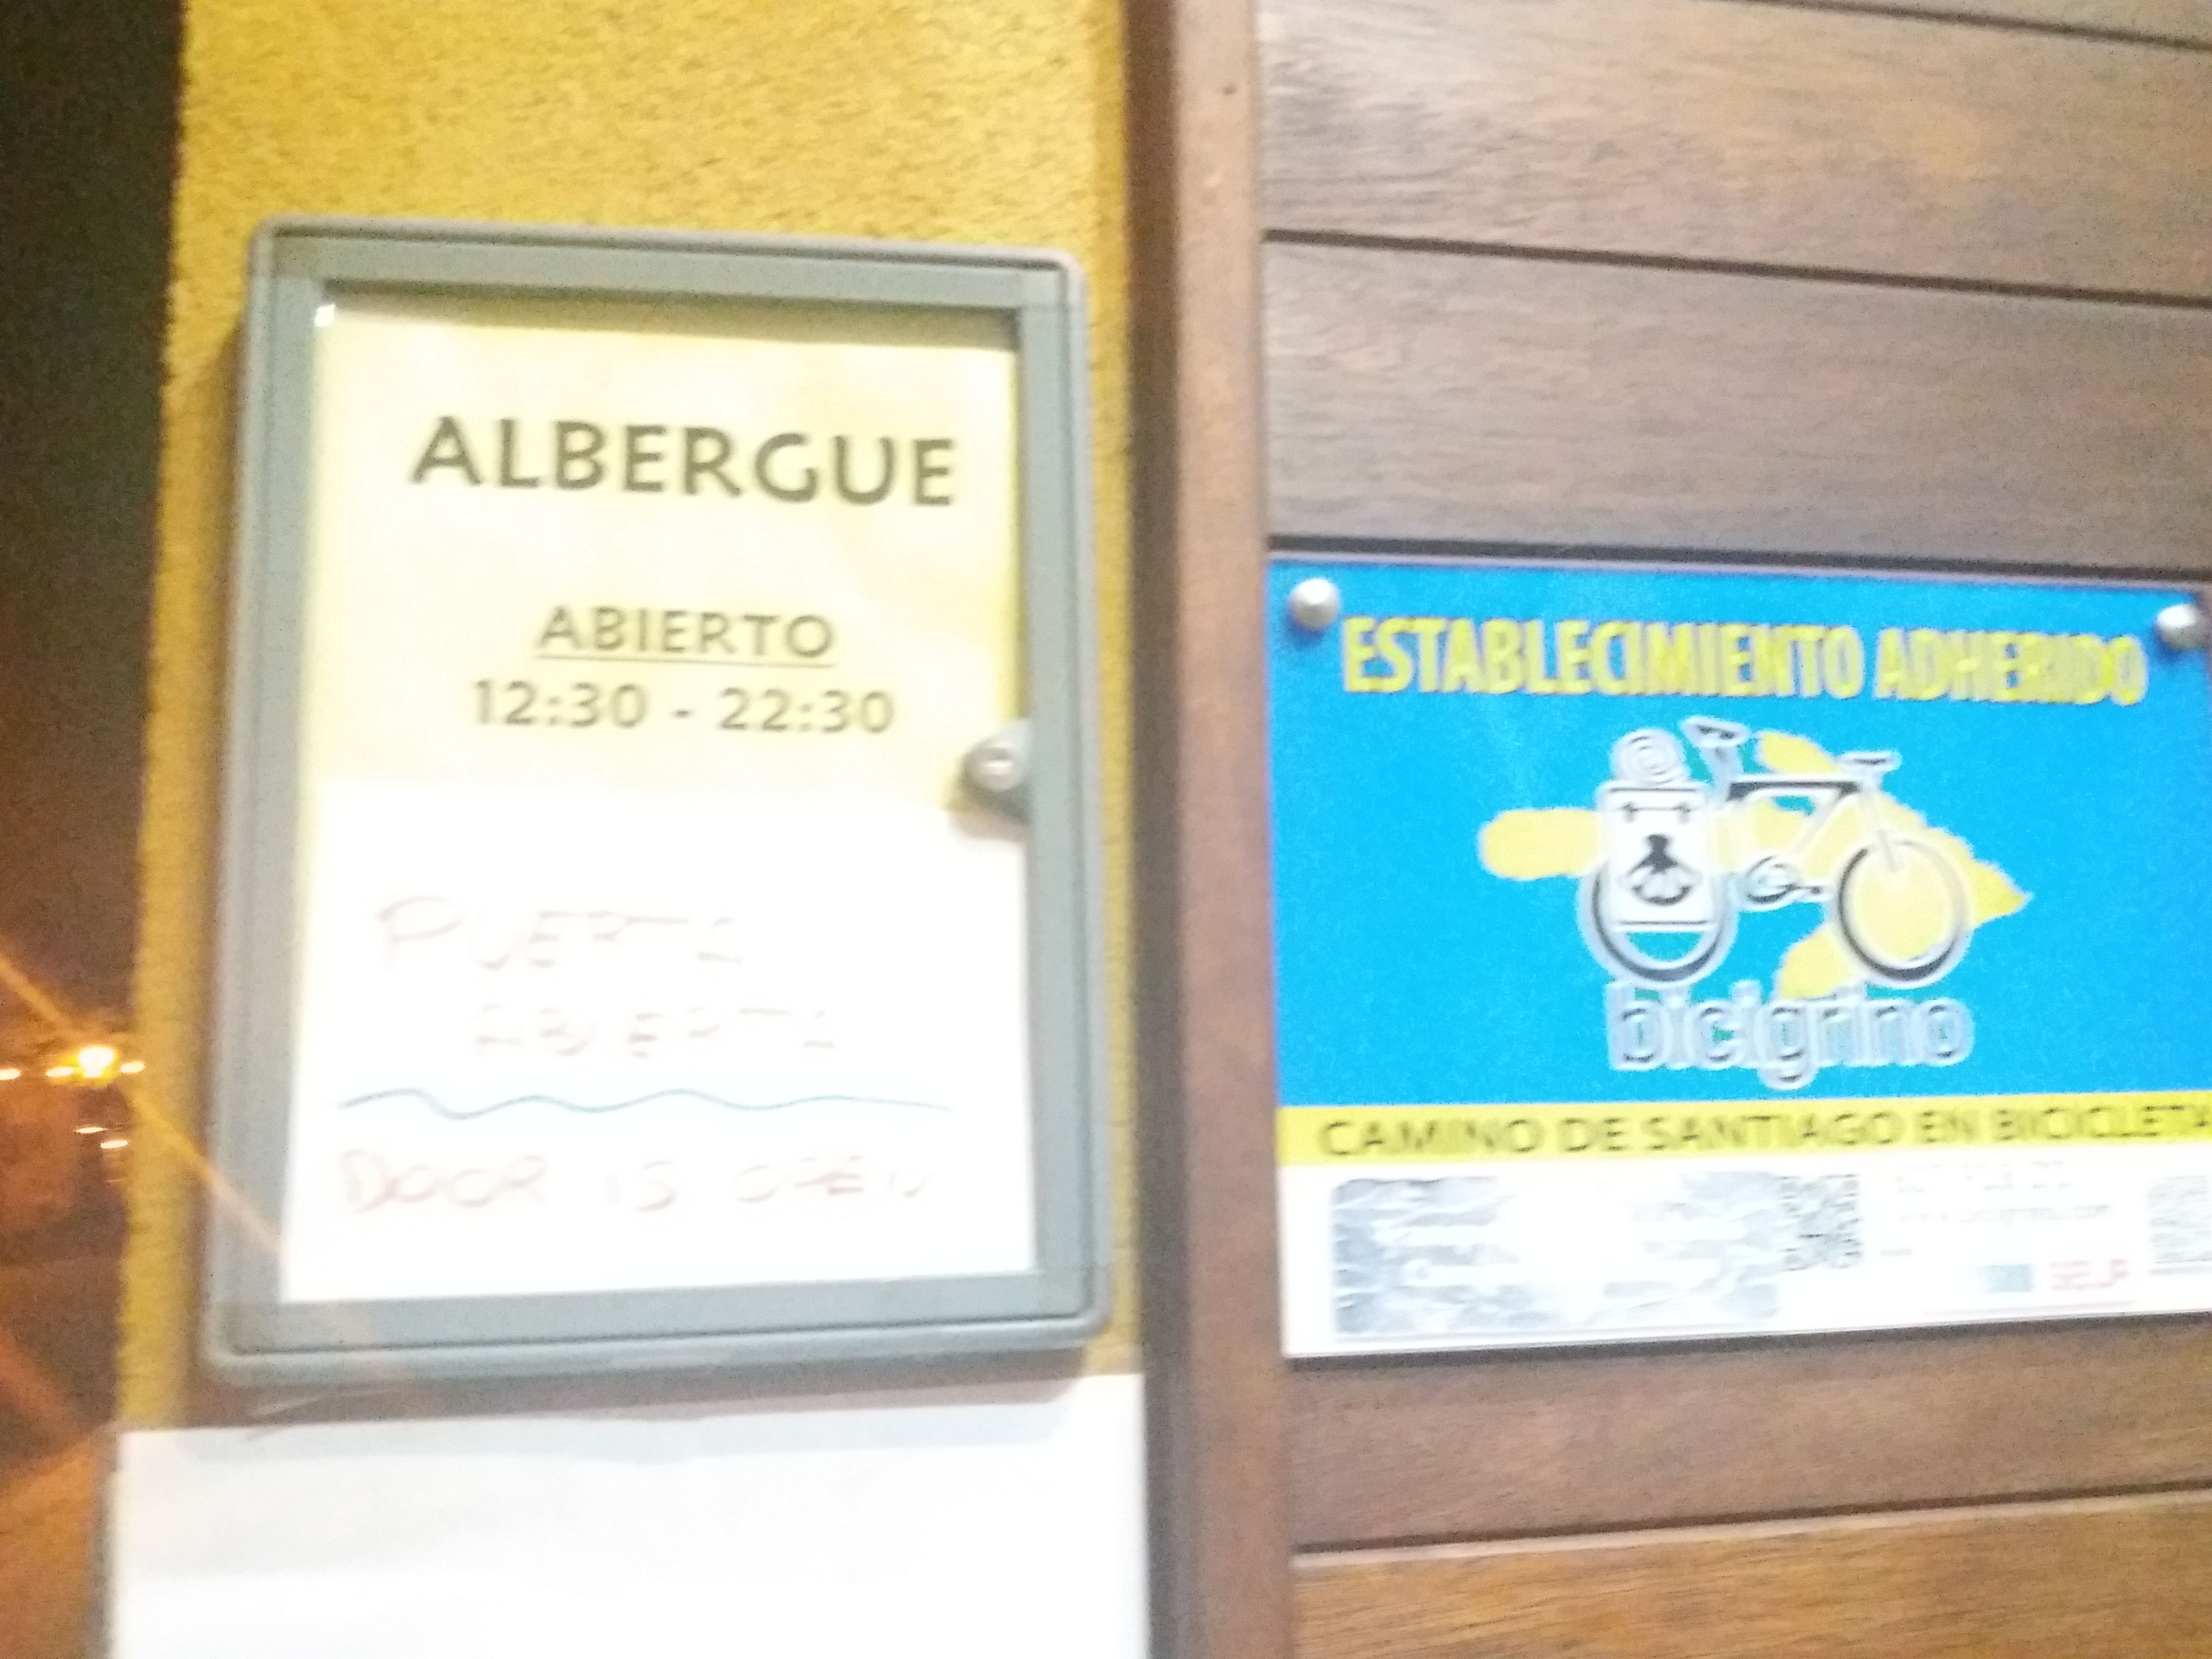 ALBERGUE
ABIERTO
12:30 - 22:30
PUERTA
ABIERTA
DOOR IS OPEN
ESTABLECIMIENTO ADHERIDO
bicigrino
CAMINO DE SANTIAGO EN BICICLETA